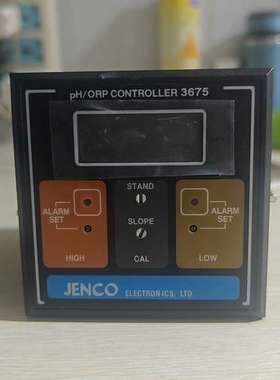 pH/ORP CONTROLLER 3675
STAND
ALARM
SET
SLOPE
ALARM
SET
HIGH
CAL
LOW
JENCO ELECTRONICS, LTD